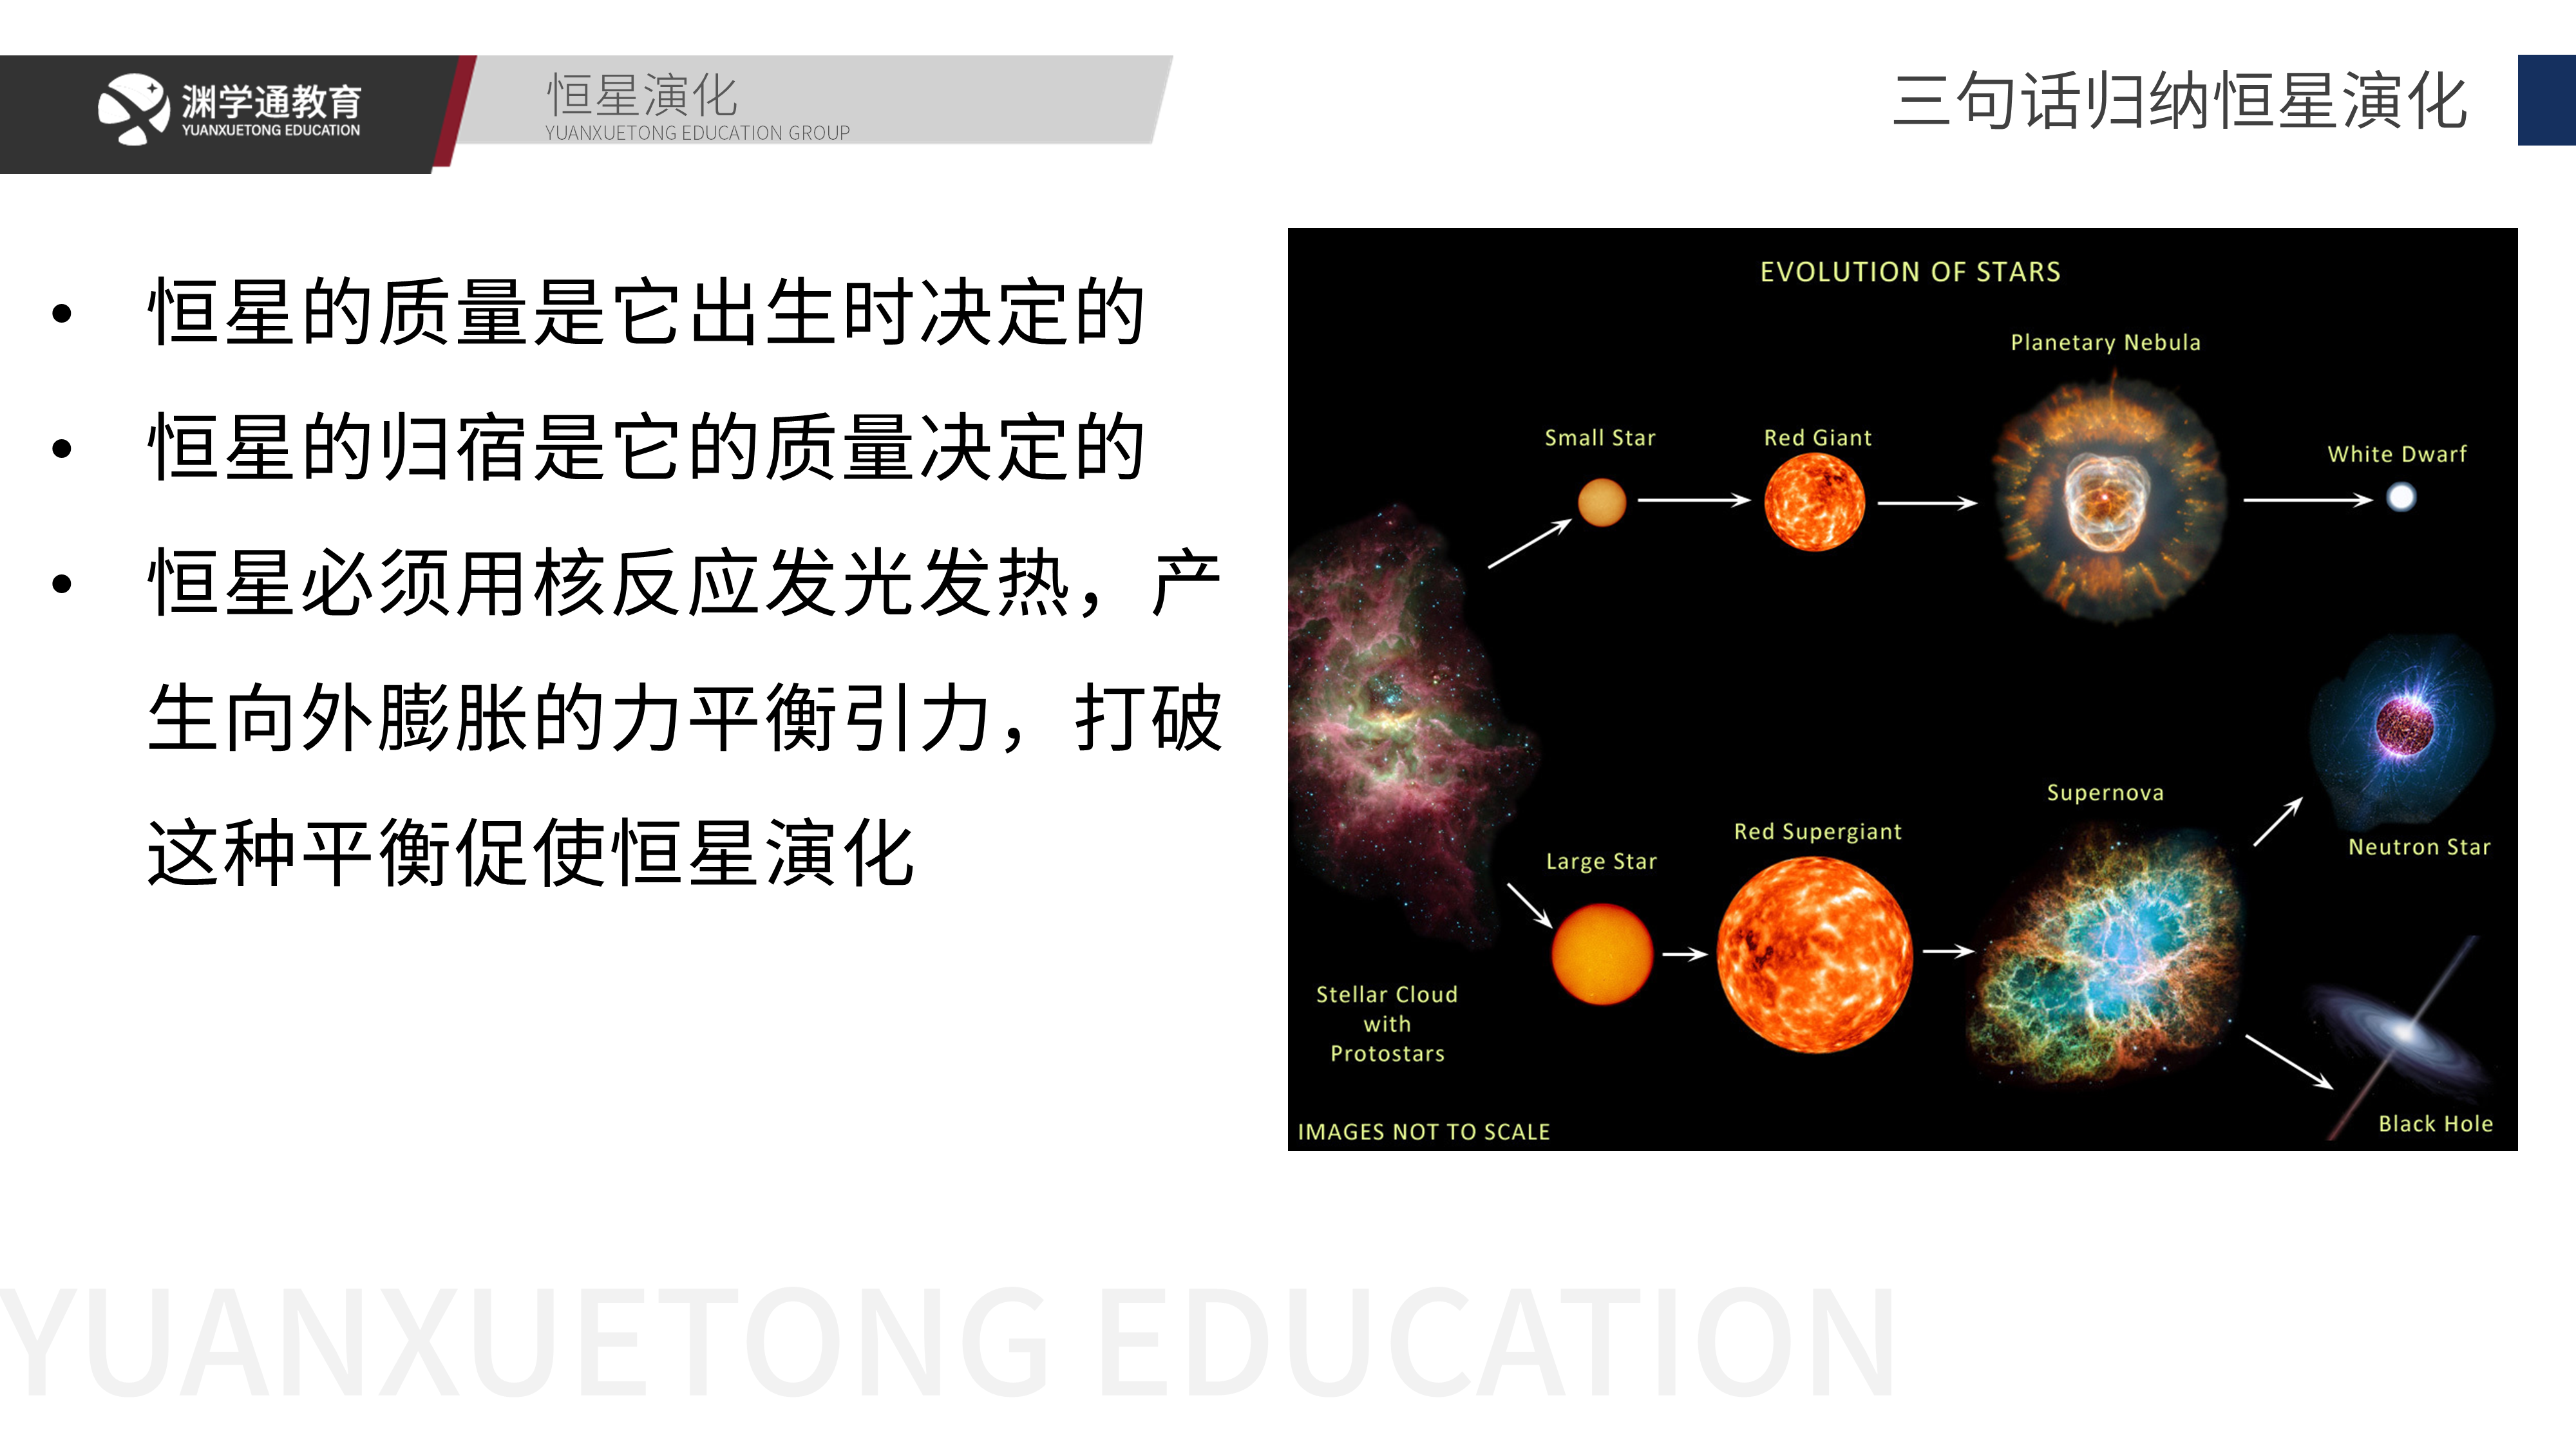 渊学通教育
YUANXUETONG EDUCATION
恒星演化
YUANXUETONG EDUCATION GROUP
三句话归纳恒星演化
• 恒星的质量是它出生时决定的
• 恒星的归宿是它的质量决定的
• 恒星必须用核反应发光发热，产
生向外膨胀的力平衡引力，打破
这种平衡促使恒星演化
EVOLUTION OF STARS
Planetary Nebula
Small Star
Red Giant
White Dwarf
Supernova
Red Supergiant
Neutron Star
Large Star
Stellar Cloud
with
Protostars
Black Hole
IMAGES NOT TO SCALE
YUANXUETONG EDUCATION